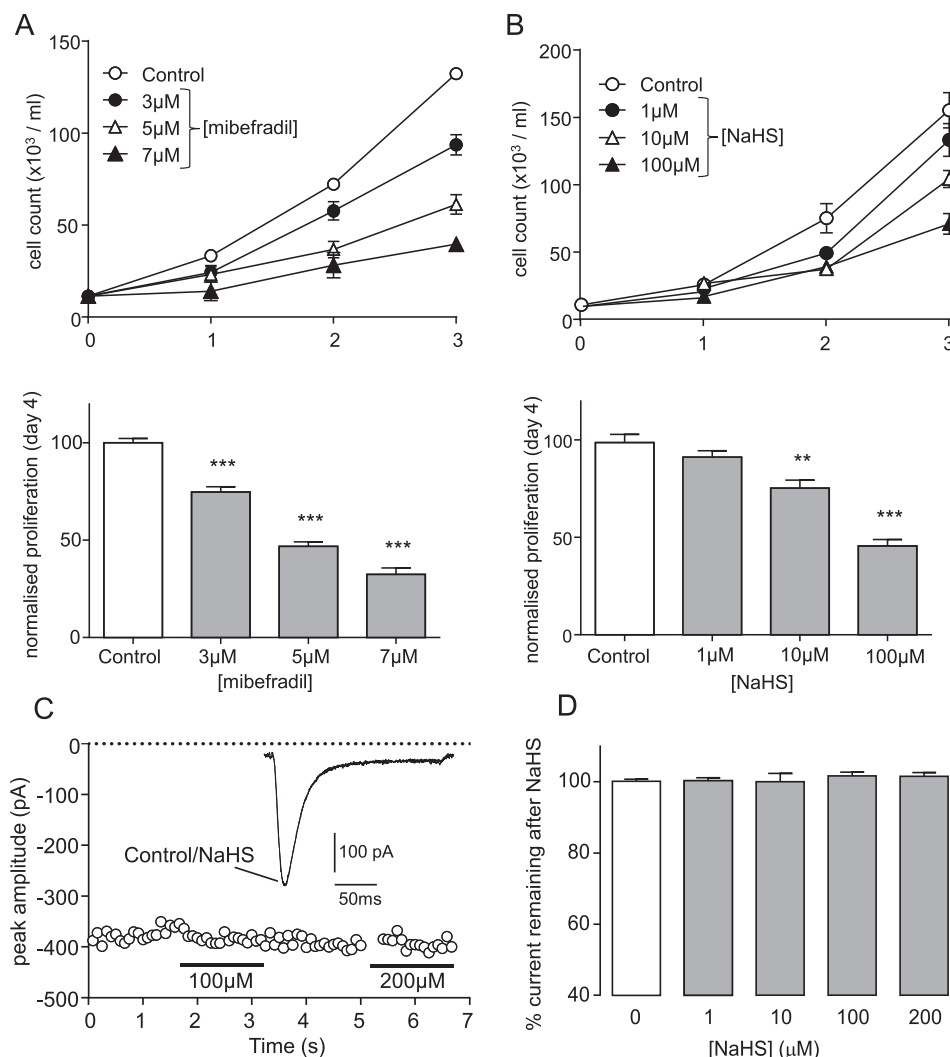 A
cell count (x10³ / ml)
150
100
50
0
Control
3µM
5µM
7µM
[mibefradil]
0 1 2 3
B
cell count (x10³ / ml)
200
150
100
50
0
Control
1µM
10µM
100µM
[NaHS]
0 1 2 3
normalised proliferation (day 4)
100
50
0
***
***
***
Control 3µM 5µM 7µM
[mibefradil]
normalised proliferation (day 4)
100
50
0
**
***
Control 1µM 10µM 100µM
[NaHS]
C
peak amplitude (pA)
0
-100
-200
-300
-400
-500
Control/NaHS
100 pA
50ms
100µM
200µM
0 1 2 3 4 5 6 7
Time (s)
D
% current remaining after NaHS
100
80
60
40
0 1 10 100 200
[NaHS] (µM)